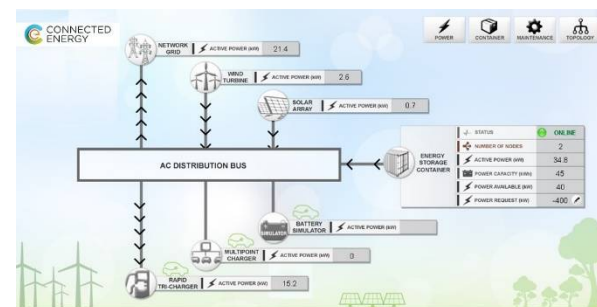 CONNECTED
ENERGY
NETWORK
GRID
ACTIVE POWER (kW) 21.4
POWER
CONTAINER
MAINTENANCE
TOPOLOGY
WIND
TURBINE
ACTIVE POWER (kW) 2.6
SOLAR
ARRAY
ACTIVE POWER (kW) 0.7
AC DISTRIBUTION BUS
ENERGY
STORAGE
CONTAINER
STATUS ONLINE
NUMBER OF NODES 2
ACTIVE POWER (kW) 34.8
POWER CAPACITY (kWh) 45
POWER AVAILABLE (kW) 40
POWER REQUEST (kW) -400
BATTERY
SIMULATOR
SIMULATOR
ACTIVE POWER (kW)
MULTIPOINT
CHARGER
ACTIVE POWER (kW) 0
RAPID
TRI-CHARGER
ACTIVE POWER (kW) 15.2